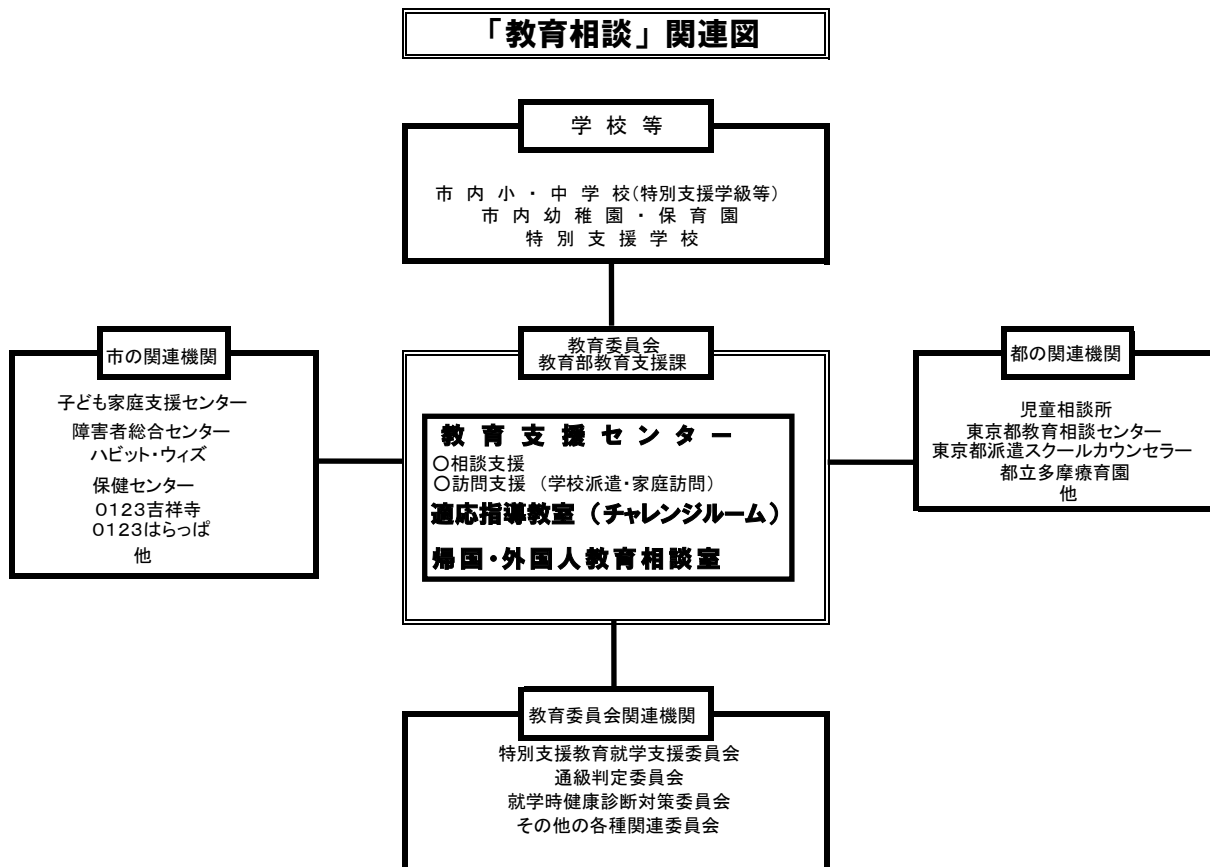 「教育相談」関連図
学校等
市内小・中学校(特別支援学級等)
市内幼稚園・保育園
特別支援学校
市の関連機関
子ども家庭支援センター
障害者総合センター
ハビット・ウィズ
保健センター
0123吉祥寺
0123はらっぱ
他
教育委員会
教育部教育支援課
教育支援センター
○相談支援
○訪問支援 (学校派遣・家庭訪問)
適応指導教室(チャレンジルーム)
帰国・外国人教育相談室
都の関連機関
児童相談所
東京都教育相談センター
東京都派遣スクールカウンセラー
都立多摩療育園
他
教育委員会関連機関
特別支援教育就学支援委員会
通級判定委員会
就学時健康診断対策委員会
その他の各種関連委員会